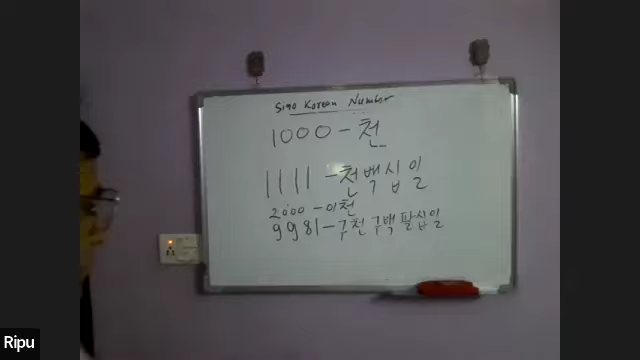 Sino Korean Number
1000 - 천
1111 - 천백십일
2000 - 이천
9981 - 구천구백팔십일
Ripu